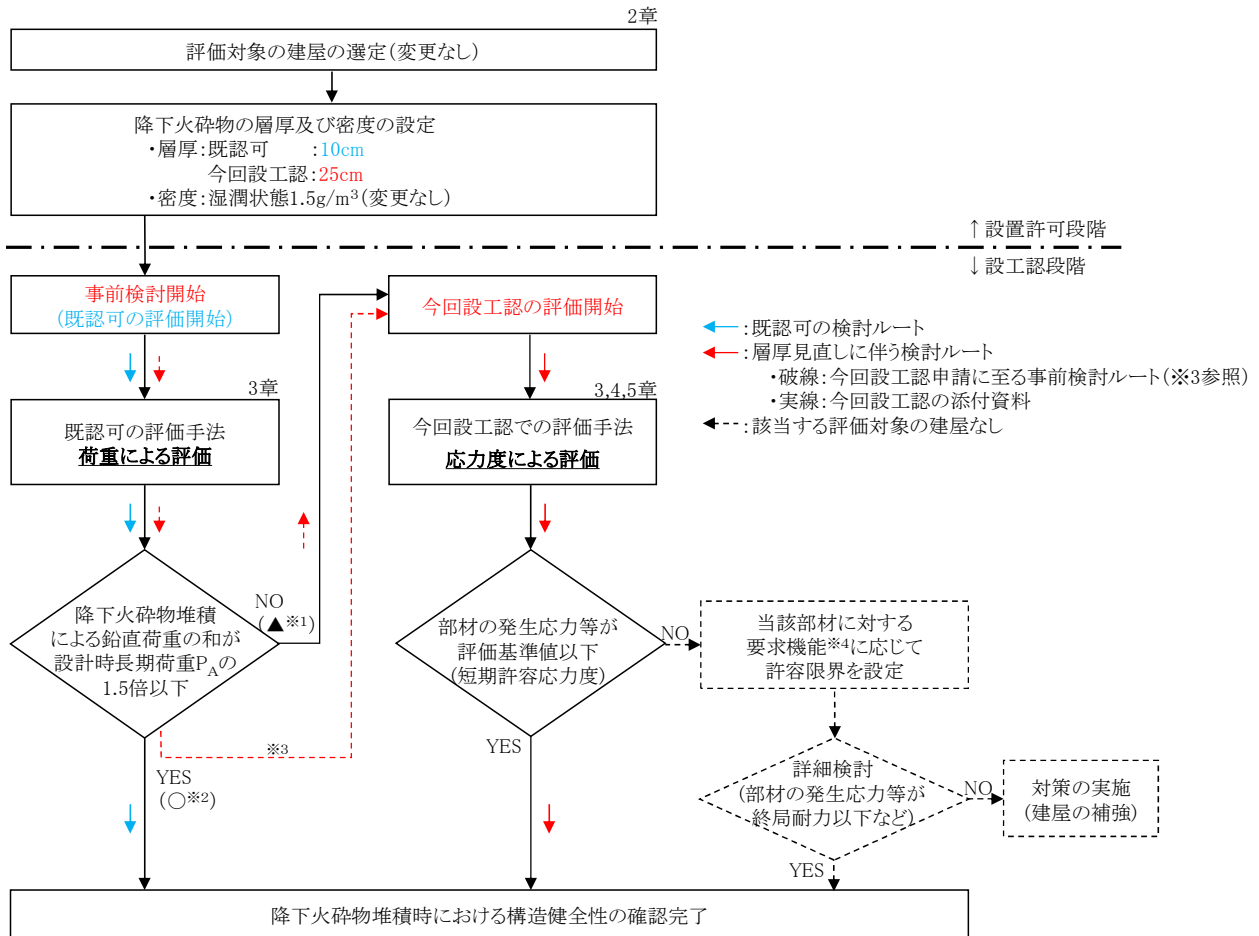 2章
評価対象の建屋の選定(変更なし)
降下火砕物の層厚及び密度の設定
・層厚:既認可 :10cm
今回設工認:25cm
・密度:湿潤状態1.5g/m³(変更なし)
↑設置許可段階
↓設工認段階
事前検討開始
(既認可の評価開始)
今回設工認の評価開始
:既認可の検討ルート
:層厚見直しに伴う検討ルート
・破線:今回設工認申請に至る事前検討ルート(※3参照)
・実線:今回設工認の添付資料
:該当する評価対象の建屋なし
3章
既認可の評価手法
荷重による評価
3,4,5章
今回設工認での評価手法
応力度による評価
降下火砕物堆積
による鉛直荷重の和が
設計時長期荷重PAの
1.5倍以下
NO
(▲※1)
部材の発生応力等が
評価基準値以下
(短期許容応力度)
NO
当該部材に対する
要求機能※4に応じて
許容限界を設定
※3
YES
(○※2)
YES
詳細検討
(部材の発生応力等が
終局耐力以下など)
NO
対策の実施
(建屋の補強)
YES
降下火砕物堆積時における構造健全性の確認完了